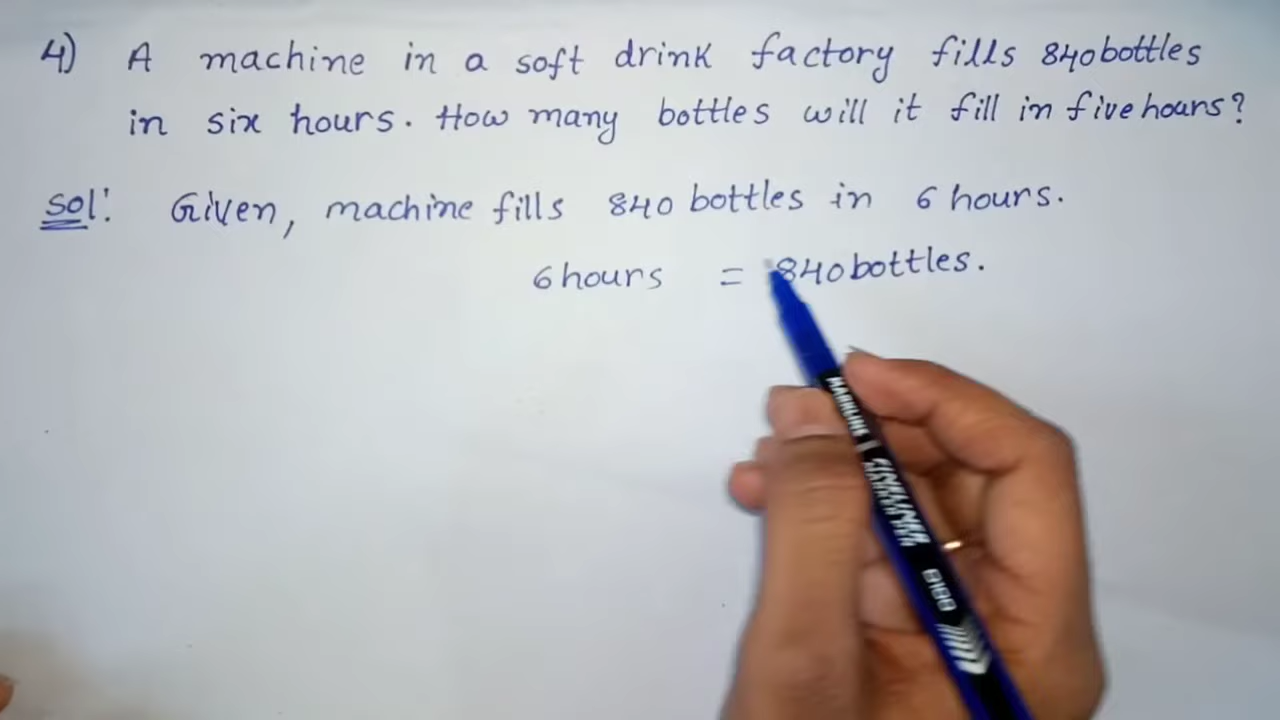 4) A machine in a soft drink factory fills 840 bottles
in six hours. How many bottles will it fill in five hours?
Sol: Given, machine fills 840 bottles in 6 hours.
6 hours = 840 bottles.